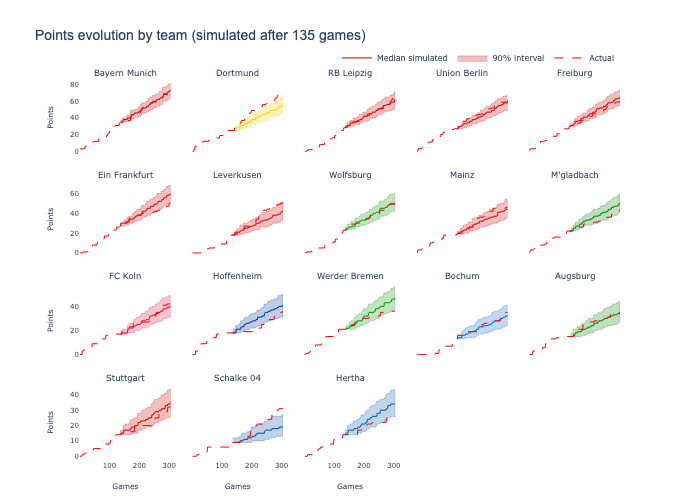 Points evolution by team (simulated after 135 games)
Median simulated 90% interval Actual
Bayern Munich Dortmund RB Leipzig Union Berlin Freiburg
80
60
40
20
0
Points
Ein Frankfurt Leverkusen Wolfsburg Mainz M'gladbach
60
40
20
0
Points
FC Koln Hoffenheim Werder Bremen Bochum Augsburg
40
20
0
Points
Stuttgart Schalke 04 Hertha
40
30
20
10
0
Points
100 200 300 100 200 300 100 200 300
Games Games Games